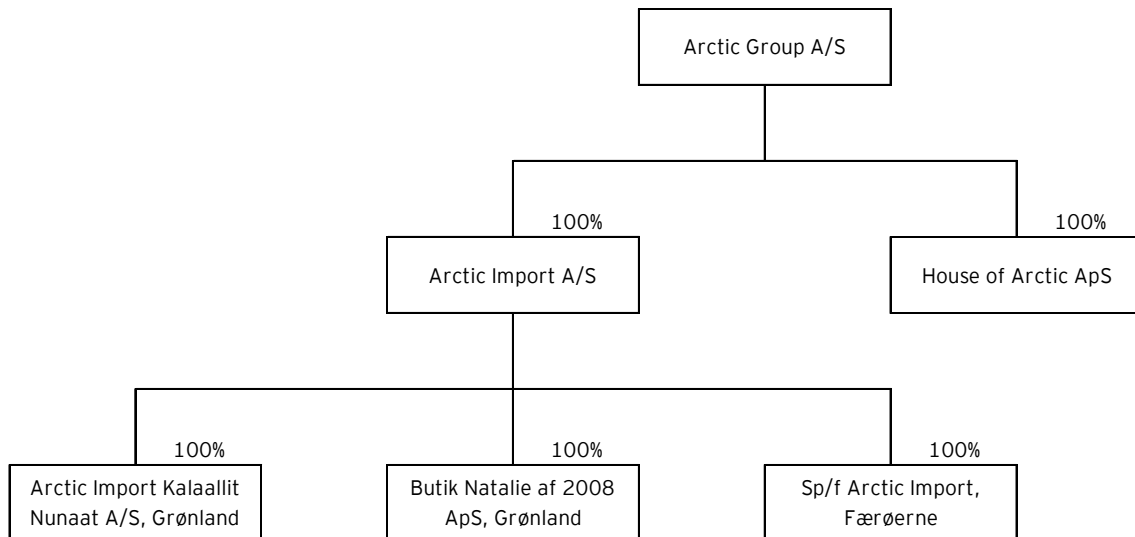 Arctic Group A/S
100%
100%
Arctic Import A/S
House of Arctic ApS
100%
100%
100%
Arctic Import Kalaallit
Nunaat A/S, Grønland
Butik Natalie af 2008
ApS, Grønland
Sp/f Arctic Import,
Færøerne